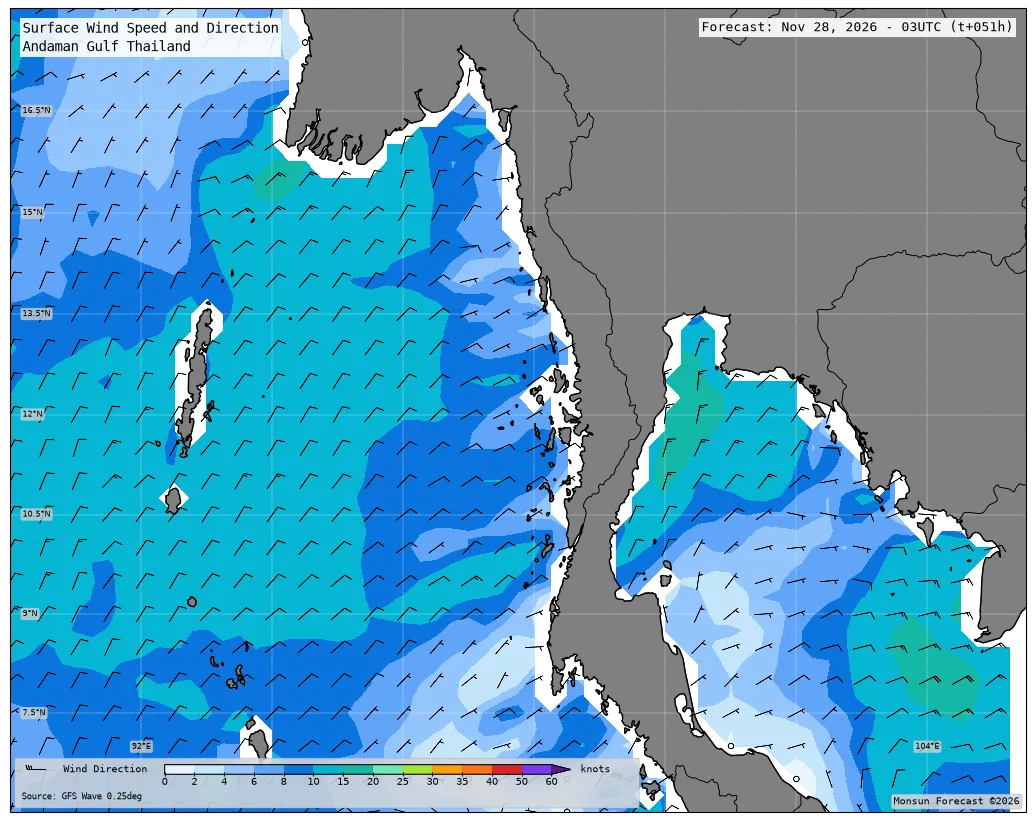 Surface Wind Speed and Direction
Andaman Gulf Thailand
Forecast: Nov 28, 2026 - 03UTC (t+051h)
16.5°N
15°N
13.5°N
12°N
10.5°N
9°N
7.5°N
92°E
104°E
Wind Direction
0 2 4 6 8 10 15 20 25 30 35 40 50 60 knots
Source: GFS Wave 0.25deg
Monsun Forecast ©2026